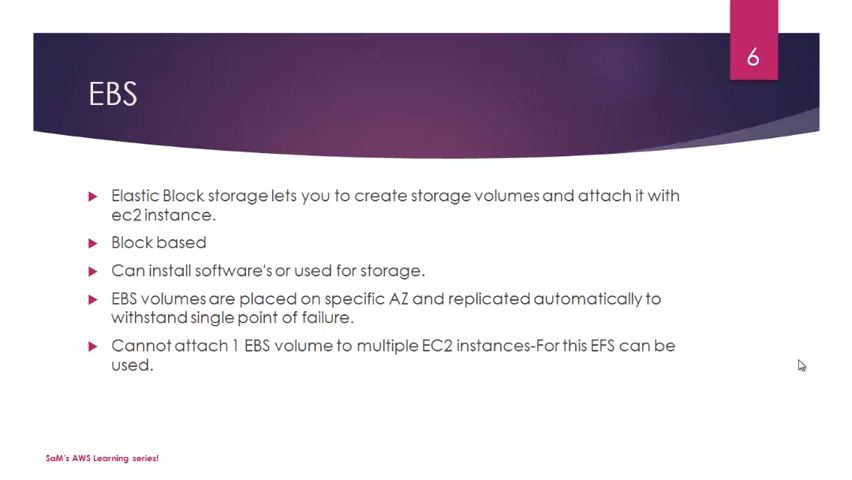 6
EBS
Elastic Block storage lets you to create storage volumes and attach it with
ec2 instance.
Block based
Can install software's or used for storage.
EBS volumes are placed on specific AZ and replicated automatically to
withstand single point of failure.
Cannot attach 1 EBS volume to multiple EC2 instances-For this EFS can be
used.
SaM's AWS Learning series!